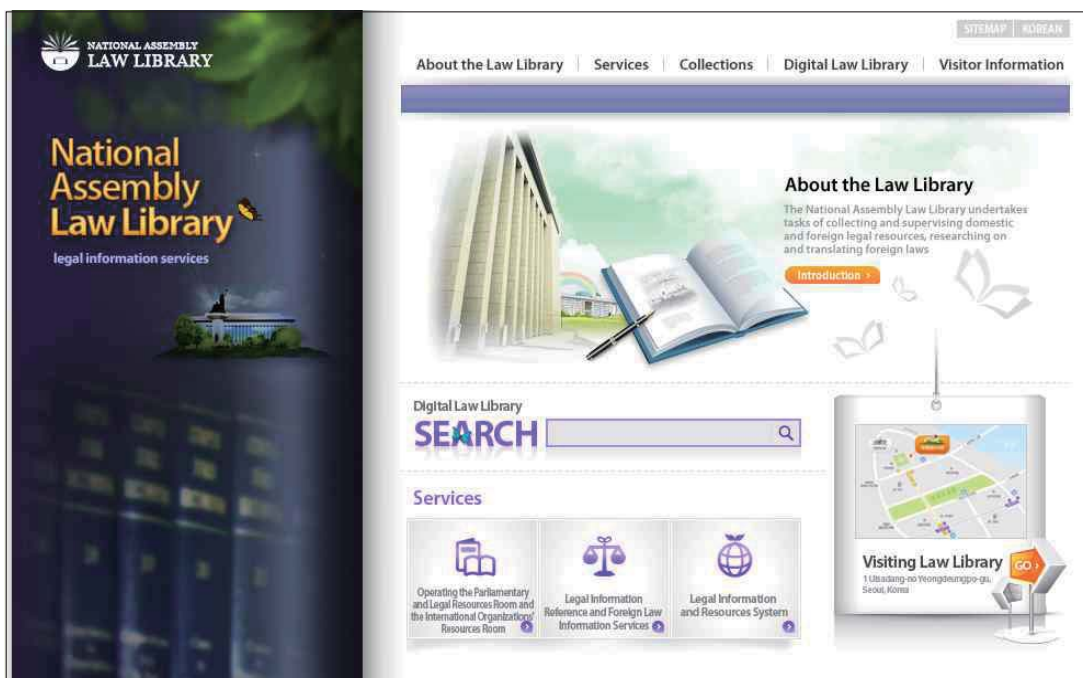 NATIONAL ASSEMBLY
LAW LIBRARY
SITEMAP
KOREAN
About the Law Library
Services
Collections
Digital Law Library
Visitor Information
National
Assembly
Law Library
legal information services
About the Law Library
The National Assembly Law Library undertakes
tasks of collecting and supervising domestic
and foreign legal resources, researching on
and translating foreign laws
Introduction
Digital Law Library
SEARCH
Services
Operating the Parliamentary
and Legal Resources Room and
the International Organizations'
Resources Room
Legal Information
Reference and Foreign Law
Information Services
Legal Information
and Resources System
Visiting Law Library
1 Uisadang-no Yeongdeungpo-gu,
Seoul, Korea
GO